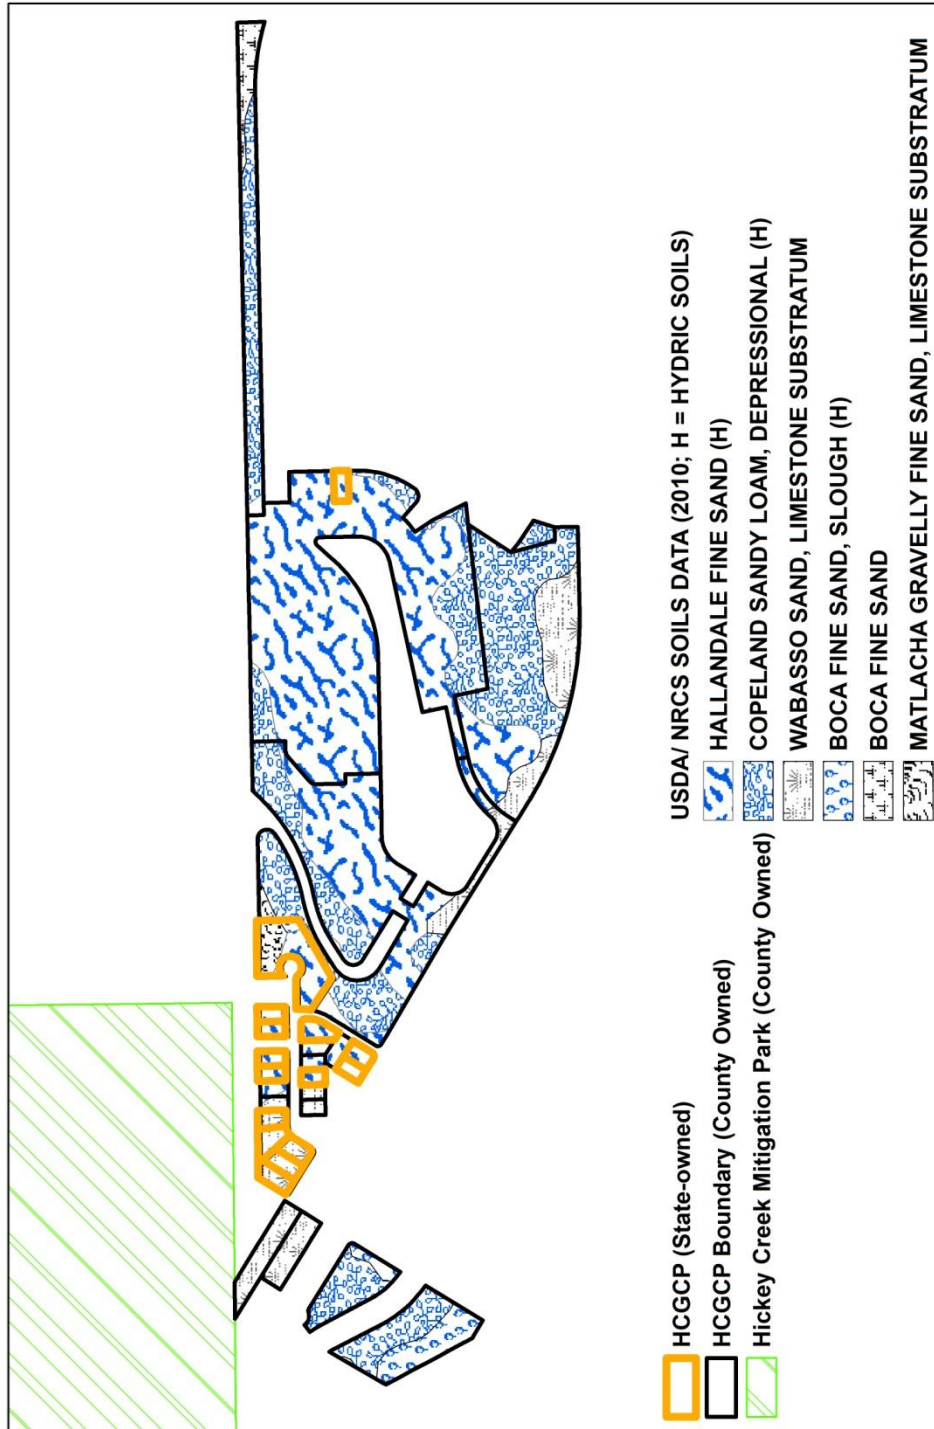 USDA/ NRCS SOILS DATA (2010; H = HYDRIC SOILS)
HALLANDALE FINE SAND (H)
COPELAND SANDY LOAM, DEPRESSIONAL (H)
WABASSO SAND, LIMESTONE SUBSTRATUM
BOCA FINE SAND, SLOUGH (H)
BOCA FINE SAND
MATLACHA GRAVELLY FINE SAND, LIMESTONE SUBSTRATUM
HCGCP (State-owned)
HCGCP Boundary (County Owned)
Hickey Creek Mitigation Park (County Owned)